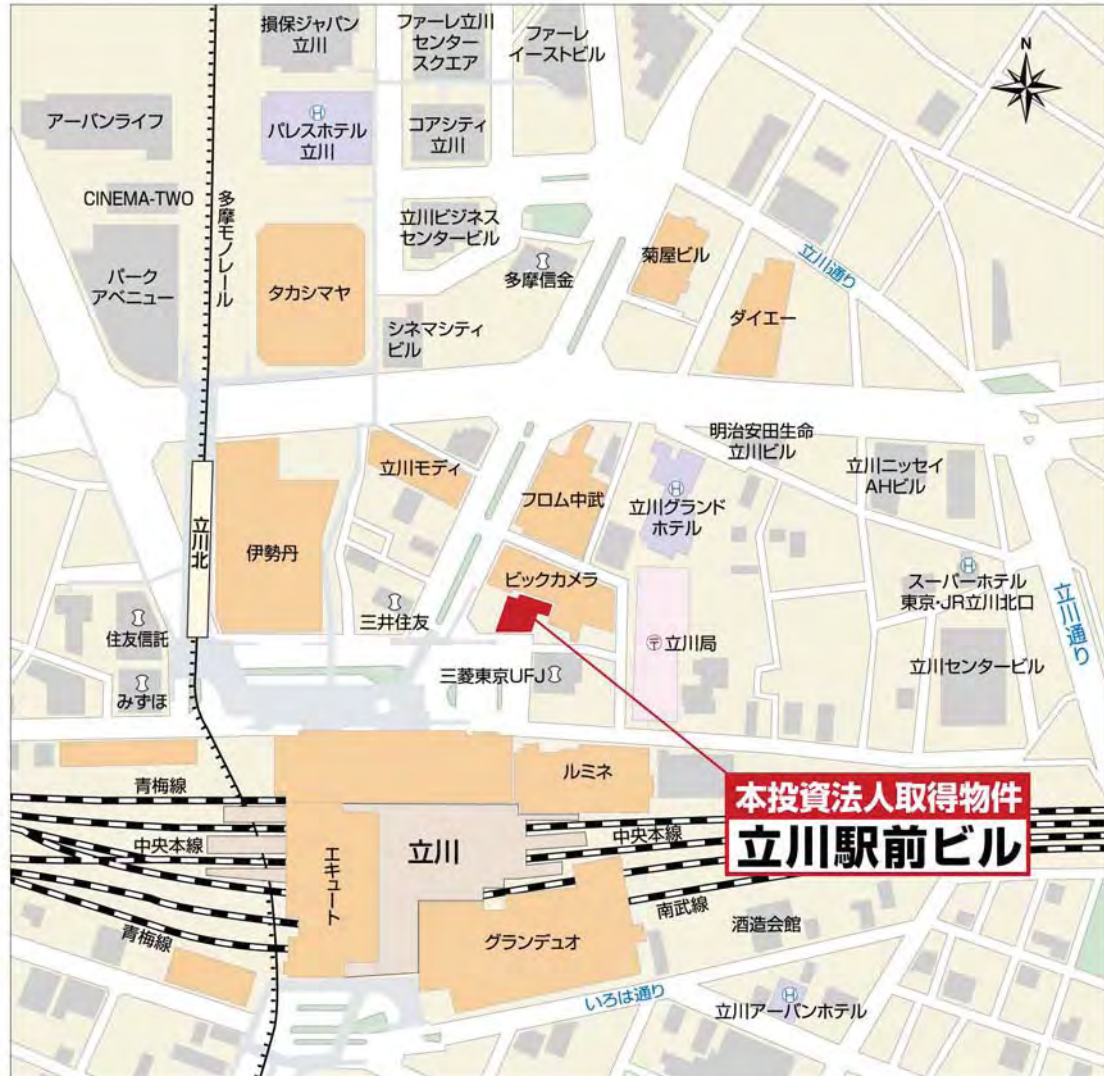 損保ジャパン
立川
ファーレ立川
センター
スクエア
ファーレ
イーストビル
N
アーバンライフ
H
パレスホテル
立川
コアシティ
立川
CINEMA-TWO
多摩モノレール
立川ビジネス
センタービル
多摩信金
菊屋ビル
立川通り
パーク
アベニュー
タカシマヤ
シネマシティ
ビル
ダイエー
立川モディ
フロム中武
明治安田生命
立川ビル
立川ニッセイ
AHビル
H
立川グランド
ホテル
立川北
伊勢丹
ビックカメラ
H
スーパーホテル
東京・JR立川北口
住友信託
三井住友
〒立川局
立川センタービル
立川通り
みずほ
三菱東京UFJ
ルミネ
青梅線
本投資法人取得物件
立川駅前ビル
中央本線
エキュート
立川
中央本線
青梅線
グランデュオ
南武線
酒造会館
いろは通り
H
立川アーバンホテル